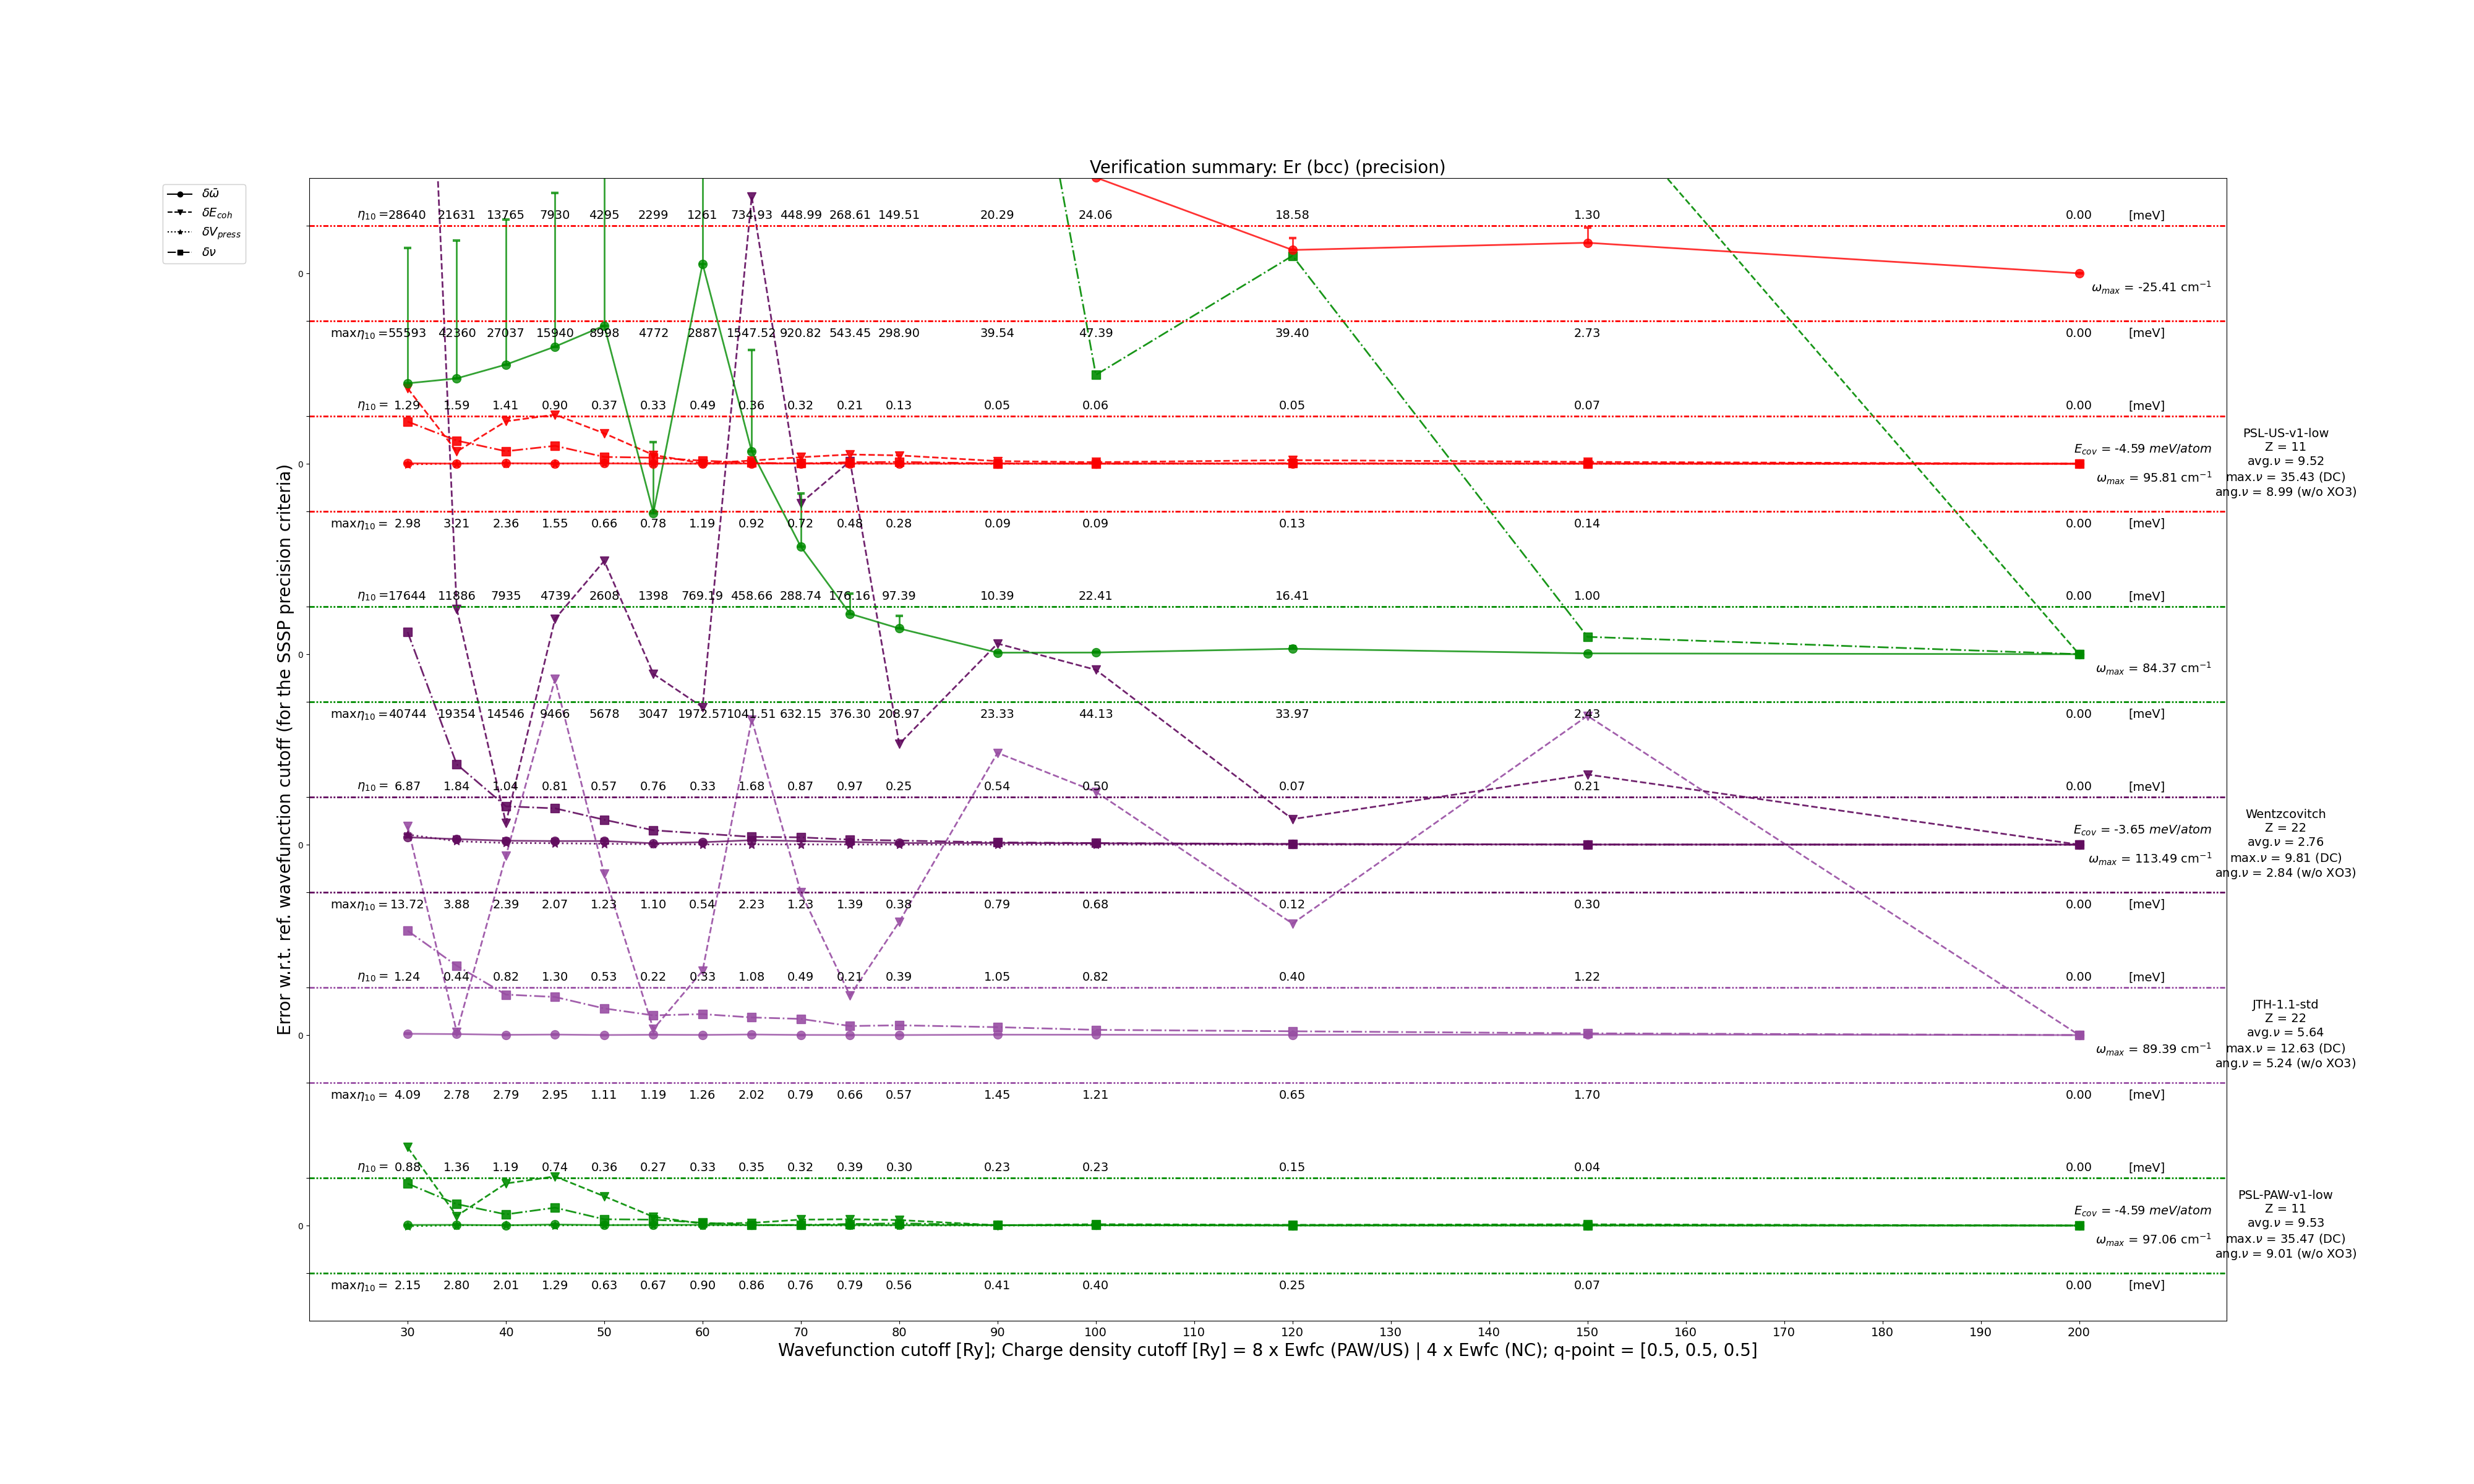 Verification summary: Er (bcc) (precision)
δω̄
δE_coh
δV_press
δν
Error w.r.t. ref. wavefunction cutoff (for the SSSP precision criteria)
η₁₀ = 28640 21631 13765 7930 4295 2299 1261 734.93 448.99 268.61 149.51 20.29 24.06 18.58 1.30 0.00 [meV]
0
ω_max = -25.41 cm⁻¹
maxη₁₀ = 55593 42360 27037 15940 8998 4772 2887 1547.52 920.82 543.45 298.90 39.54 47.39 39.40 2.73 0.00 [meV]
η₁₀ = 1.29 1.59 1.41 0.90 0.37 0.33 0.49 0.36 0.32 0.21 0.13 0.05 0.06 0.05 0.07 0.00 [meV]
PSL-US-v1-low
Z = 11
E_cov = -4.59 meV/atom
avg.ν = 9.52
0
ω_max = 95.81 cm⁻¹
max.ν = 35.43 (DC)
ang.ν = 8.99 (w/o XO3)
maxη₁₀ = 2.98 3.21 2.36 1.55 0.66 0.78 1.19 0.92 0.72 0.48 0.28 0.09 0.09 0.13 0.14 0.00 [meV]
η₁₀ = 17644 11886 7935 4739 2608 1398 769.19 458.66 288.74 176.16 97.39 10.39 22.41 16.41 1.00 0.00 [meV]
0
ω_max = 84.37 cm⁻¹
maxη₁₀ = 40744 19354 14546 9466 5678 3047 1972.57 1041.51 632.15 376.30 208.97 23.33 44.13 33.97 2.43 0.00 [meV]
η₁₀ = 6.87 1.84 1.04 0.81 0.57 0.76 0.33 1.68 0.87 0.97 0.25 0.54 0.50 0.07 0.21 0.00 [meV]
Wentzcovitch
Z = 22
E_cov = -3.65 meV/atom
avg.ν = 2.76
0
ω_max = 113.49 cm⁻¹
max.ν = 9.81 (DC)
ang.ν = 2.84 (w/o XO3)
maxη₁₀ = 13.72 3.88 2.39 2.07 1.23 1.10 0.54 2.23 1.23 1.39 0.38 0.79 0.68 0.12 0.30 0.00 [meV]
η₁₀ = 1.24 0.44 0.82 1.30 0.53 0.22 0.33 1.08 0.49 0.21 0.39 1.05 0.82 0.40 1.22 0.00 [meV]
JTH-1.1-std
Z = 22
avg.ν = 5.64
0
ω_max = 89.39 cm⁻¹
max.ν = 12.63 (DC)
ang.ν = 5.24 (w/o XO3)
maxη₁₀ = 4.09 2.78 2.79 2.95 1.11 1.19 1.26 2.02 0.79 0.66 0.57 1.45 1.21 0.65 1.70 0.00 [meV]
η₁₀ = 0.88 1.36 1.19 0.74 0.36 0.27 0.33 0.35 0.32 0.39 0.30 0.23 0.23 0.15 0.04 0.00 [meV]
PSL-PAW-v1-low
Z = 11
E_cov = -4.59 meV/atom
avg.ν = 9.53
0
ω_max = 97.06 cm⁻¹
max.ν = 35.47 (DC)
ang.ν = 9.01 (w/o XO3)
maxη₁₀ = 2.15 2.80 2.01 1.29 0.63 0.67 0.90 0.86 0.76 0.79 0.56 0.41 0.40 0.25 0.07 0.00 [meV]
30 40 50 60 70 80 90 100 110 120 130 140 150 160 170 180 190 200
Wavefunction cutoff [Ry]; Charge density cutoff [Ry] = 8 x Ewfc (PAW/US) | 4 x Ewfc (NC); q-point = [0.5, 0.5, 0.5]